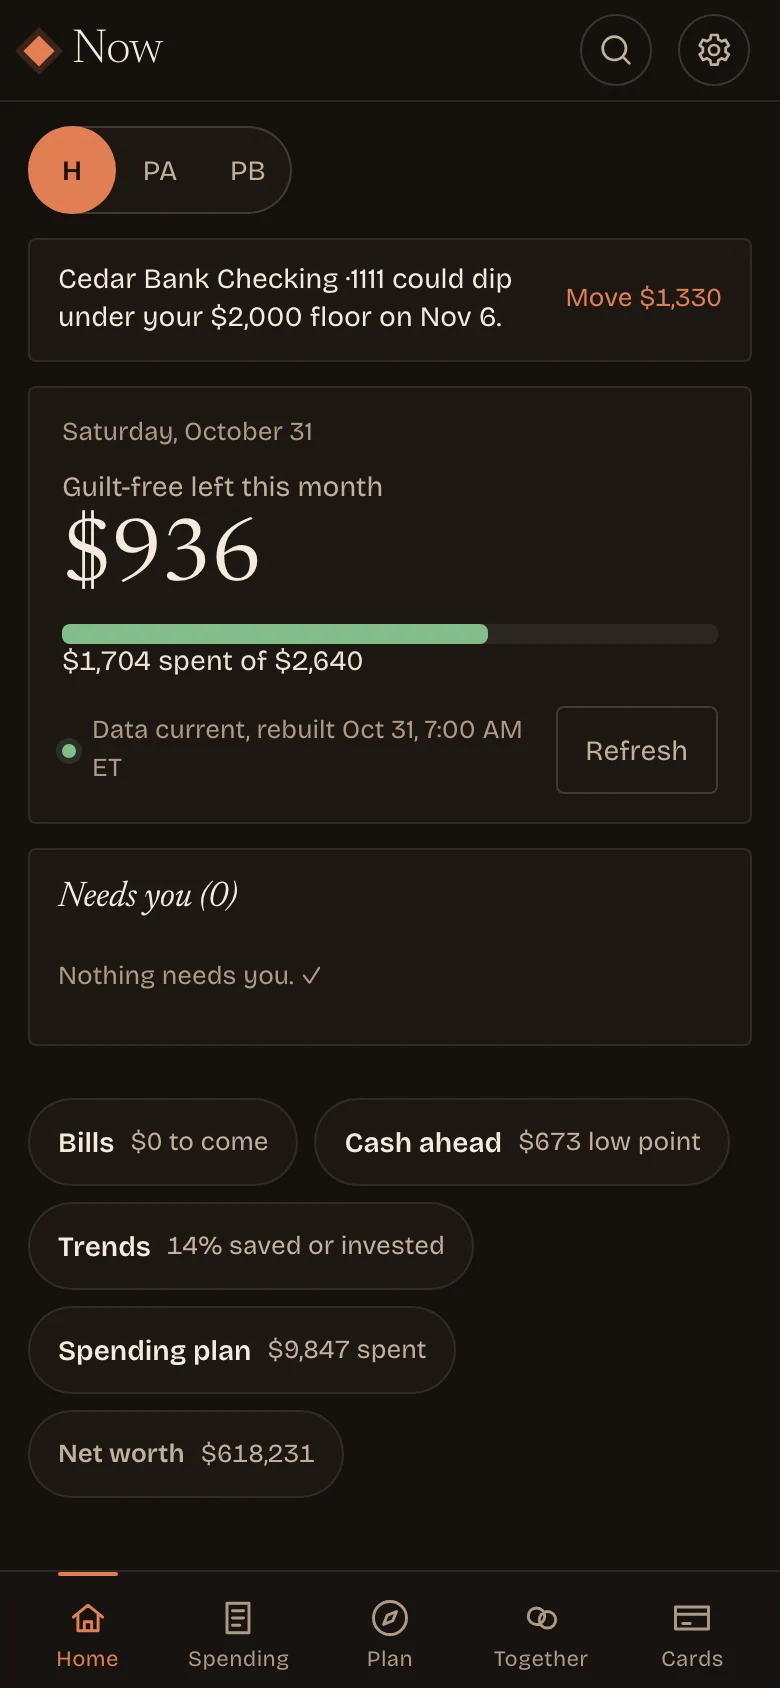 Now
H PA PB
Cedar Bank Checking ·1111 could dip
under your $2,000 floor on Nov 6.
Move $1,330
Saturday, October 31
Guilt-free left this month
$936
$1,704 spent of $2,640
Data current, rebuilt Oct 31, 7:00 AM
ET
Refresh
Needs you (0)
Nothing needs you. ✓
Bills $0 to come
Cash ahead $673 low point
Trends 14% saved or invested
Spending plan $9,847 spent
Net worth $618,231
Home Spending Plan Together Cards